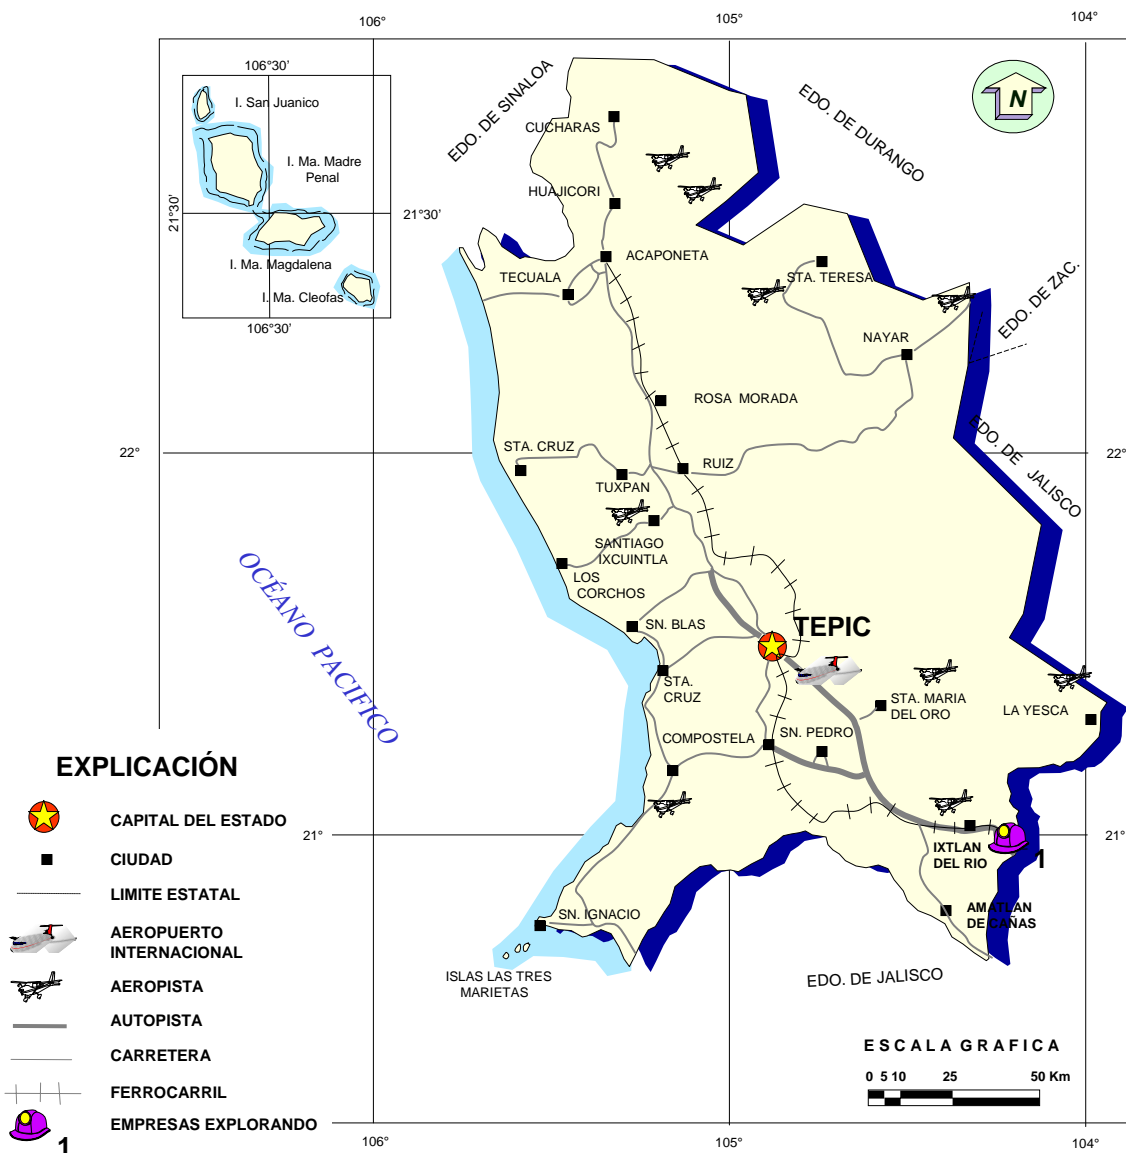 106°
105°
104°
106°30'
I. San Juanico
I. Ma. Madre
Penal
21°30'
21°30'
I. Ma. Magdalena
I. Ma. Cleofas
106°30'
EDO. DE SINALOA
EDO. DE DURANGO
N
CUCHARAS
HUAJICORI
ACAPONETA
TECUALA
STA. TERESA
EDO. DE ZAC.
NAYAR
ROSA MORADA
EDO. DE JALISCO
STA. CRUZ
22°
22°
RUIZ
TUXPAN
SANTIAGO
IXCUINTLA
LOS
CORCHOS
OCÉANO PACIFICO
SN. BLAS
TEPIC
STA.
CRUZ
STA. MARIA
DEL ORO
LA YESCA
COMPOSTELA
SN. PEDRO
21°
21°
IXTLAN
DEL RIO
1
AMATLAN
DE CAÑAS
SN. IGNACIO
ISLAS LAS TRES
MARIETAS
EDO. DE JALISCO
EXPLICACIÓN
CAPITAL DEL ESTADO
CIUDAD
LIMITE ESTATAL
AEROPUERTO
INTERNACIONAL
AEROPISTA
AUTOPISTA
CARRETERA
FERROCARRIL
EMPRESAS EXPLORANDO
1
ESCALA GRAFICA
0 5 10 25 50 Km
106°
105°
104°